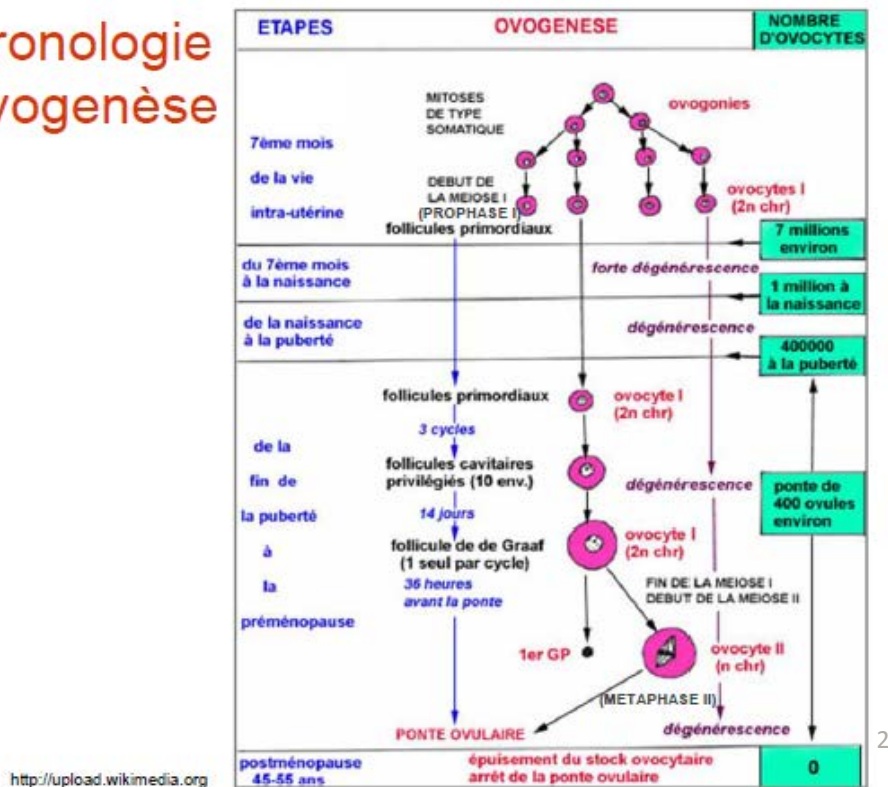 ronologie
vogenèse
ETAPES
OVOGENESE
NOMBRE
D'OVOCYTES
MITOSES
DE TYPE
SOMATIQUE
ovogonies
7ème mois
de la vie
intra-utérine
DEBUT DE
LA MEIOSE I
(PROPHASE I)
follicules primordiaux
ovocytes I
(2n chr)
7 millions
environ
du 7ème mois
à la naissance
forte dégénérescence
1 million à
la naissance
de la naissance
à la puberté
dégénérescence
400000
à la puberté
follicules primordiaux
ovocyte I
(2n chr)
3 cycles
de la
fin de
la puberté
à
la
préménopause
follicules cavitaires
privilégiés (10 env.)
dégénérescence
ponte de
400 ovules
environ
14 jours
follicule de de Graaf
(1 seul par cycle)
ovocyte I
(2n chr)
36 heures
avant la ponte
FIN DE LA MEIOSE I
DEBUT DE LA MEIOSE II
1er GP
ovocyte II
(n chr)
(METAPHASE II)
PONTE OVULAIRE
dégénérescence
2
postménopause
45-55 ans
épuisement du stock ovocytaire
arrêt de la ponte ovulaire
0
http://upload.wikimedia.org